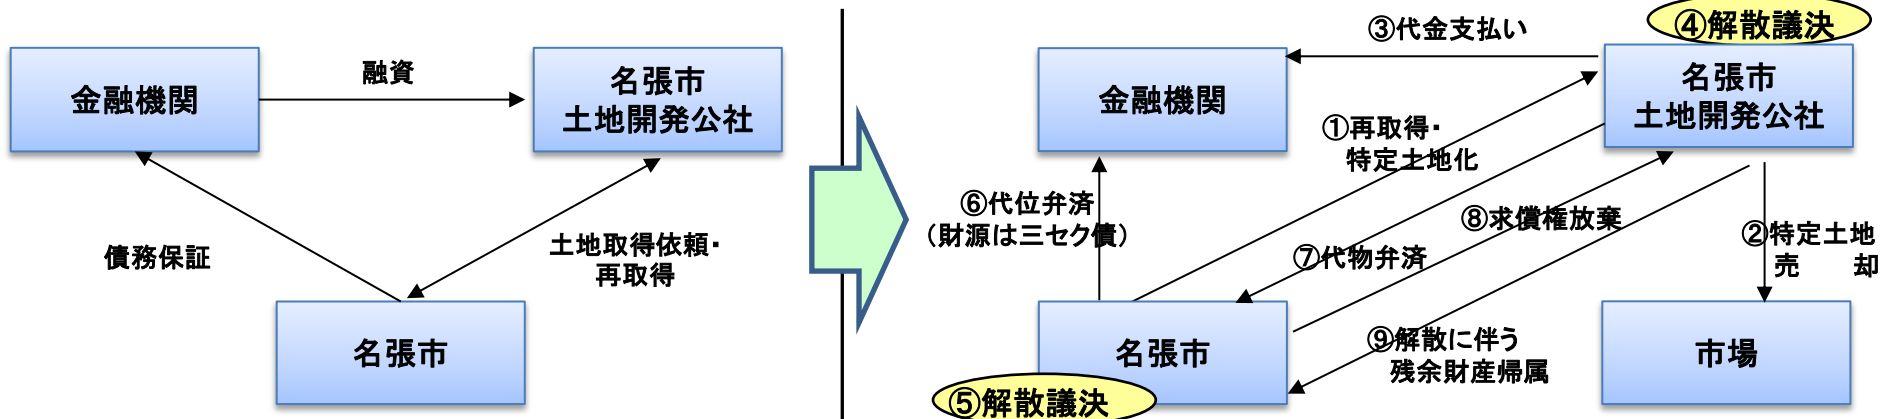 金融機関
融資
名張市
土地開発公社
債務保証
土地取得依頼・
再取得
名張市
③代金支払い
④解散議決
金融機関
名張市
土地開発公社
①再取得・
特定土地化
⑥代位弁済
（財源は三セク債）
⑧求償権放棄
⑦代物弁済
②特定土地
売　却
名張市
⑨解散に伴う
残余財産帰属
市場
⑤解散議決